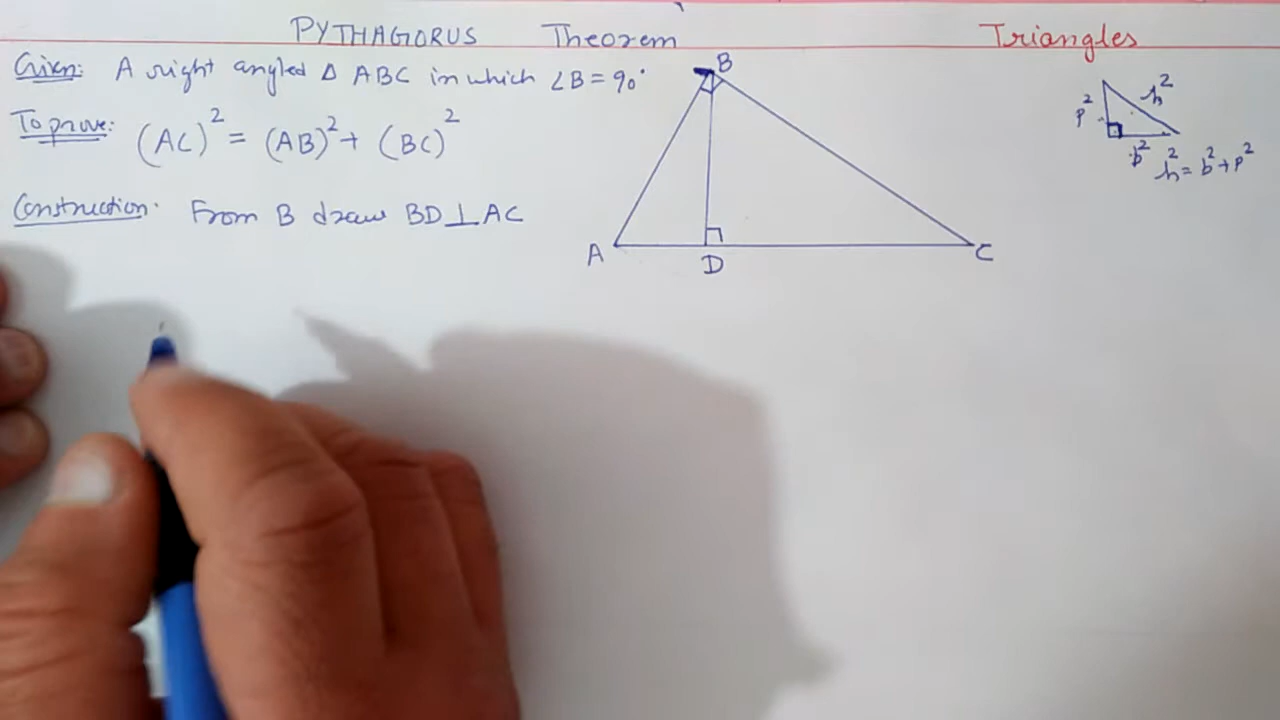 PYTHAGORUS Theorem Triangles
Given: A right angled Δ ABC in which ∠B = 90°
To prove: (AC)² = (AB)² + (BC)²
Construction: From B draw BD⊥AC
B
A
D
C
p²
h²
b²
h² = b² + p²